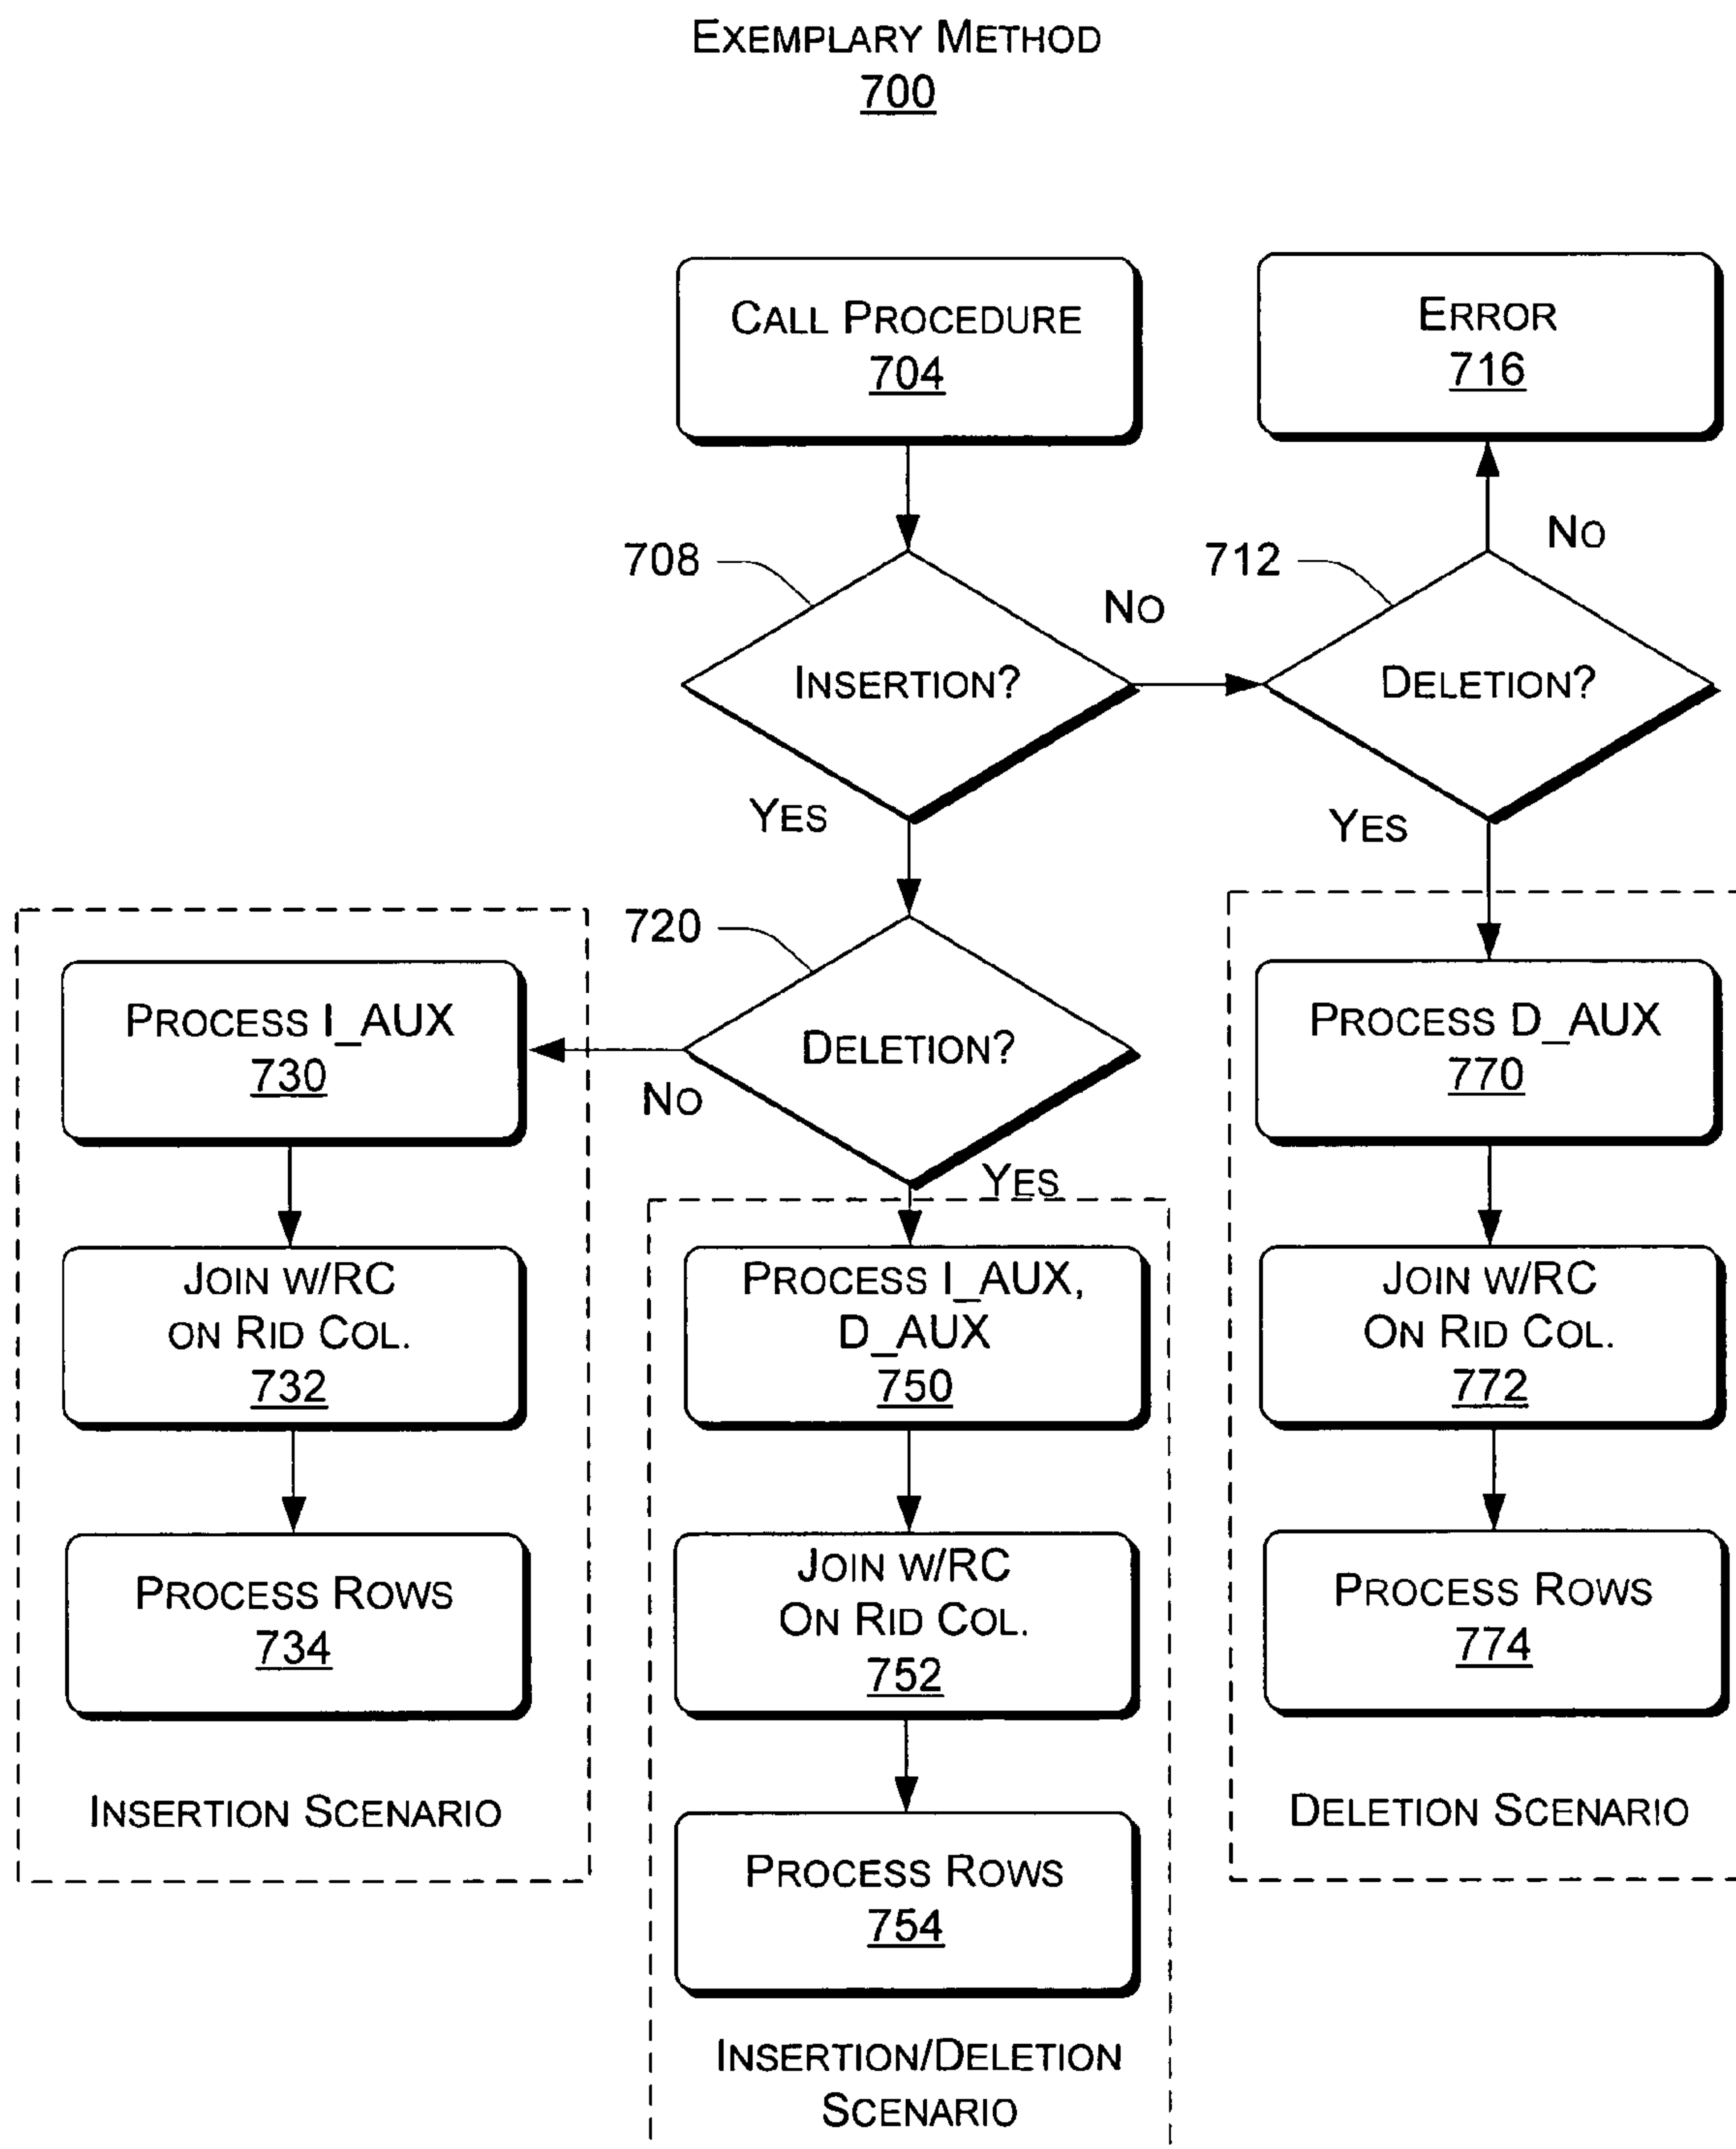 EXEMPLARY METHOD
700
CALL PROCEDURE
704
ERROR
716
708
INSERTION?
NO
712
DELETION?
NO
YES
YES
720
DELETION?
NO
YES
PROCESS I_AUX
730
JOIN W/RC
ON RID COL.
732
PROCESS ROWS
734
INSERTION SCENARIO
PROCESS I_AUX,
D_AUX
750
JOIN W/RC
ON RID COL.
752
PROCESS ROWS
754
INSERTION/DELETION
SCENARIO
PROCESS D_AUX
770
JOIN W/RC
ON RID COL.
772
PROCESS ROWS
774
DELETION SCENARIO